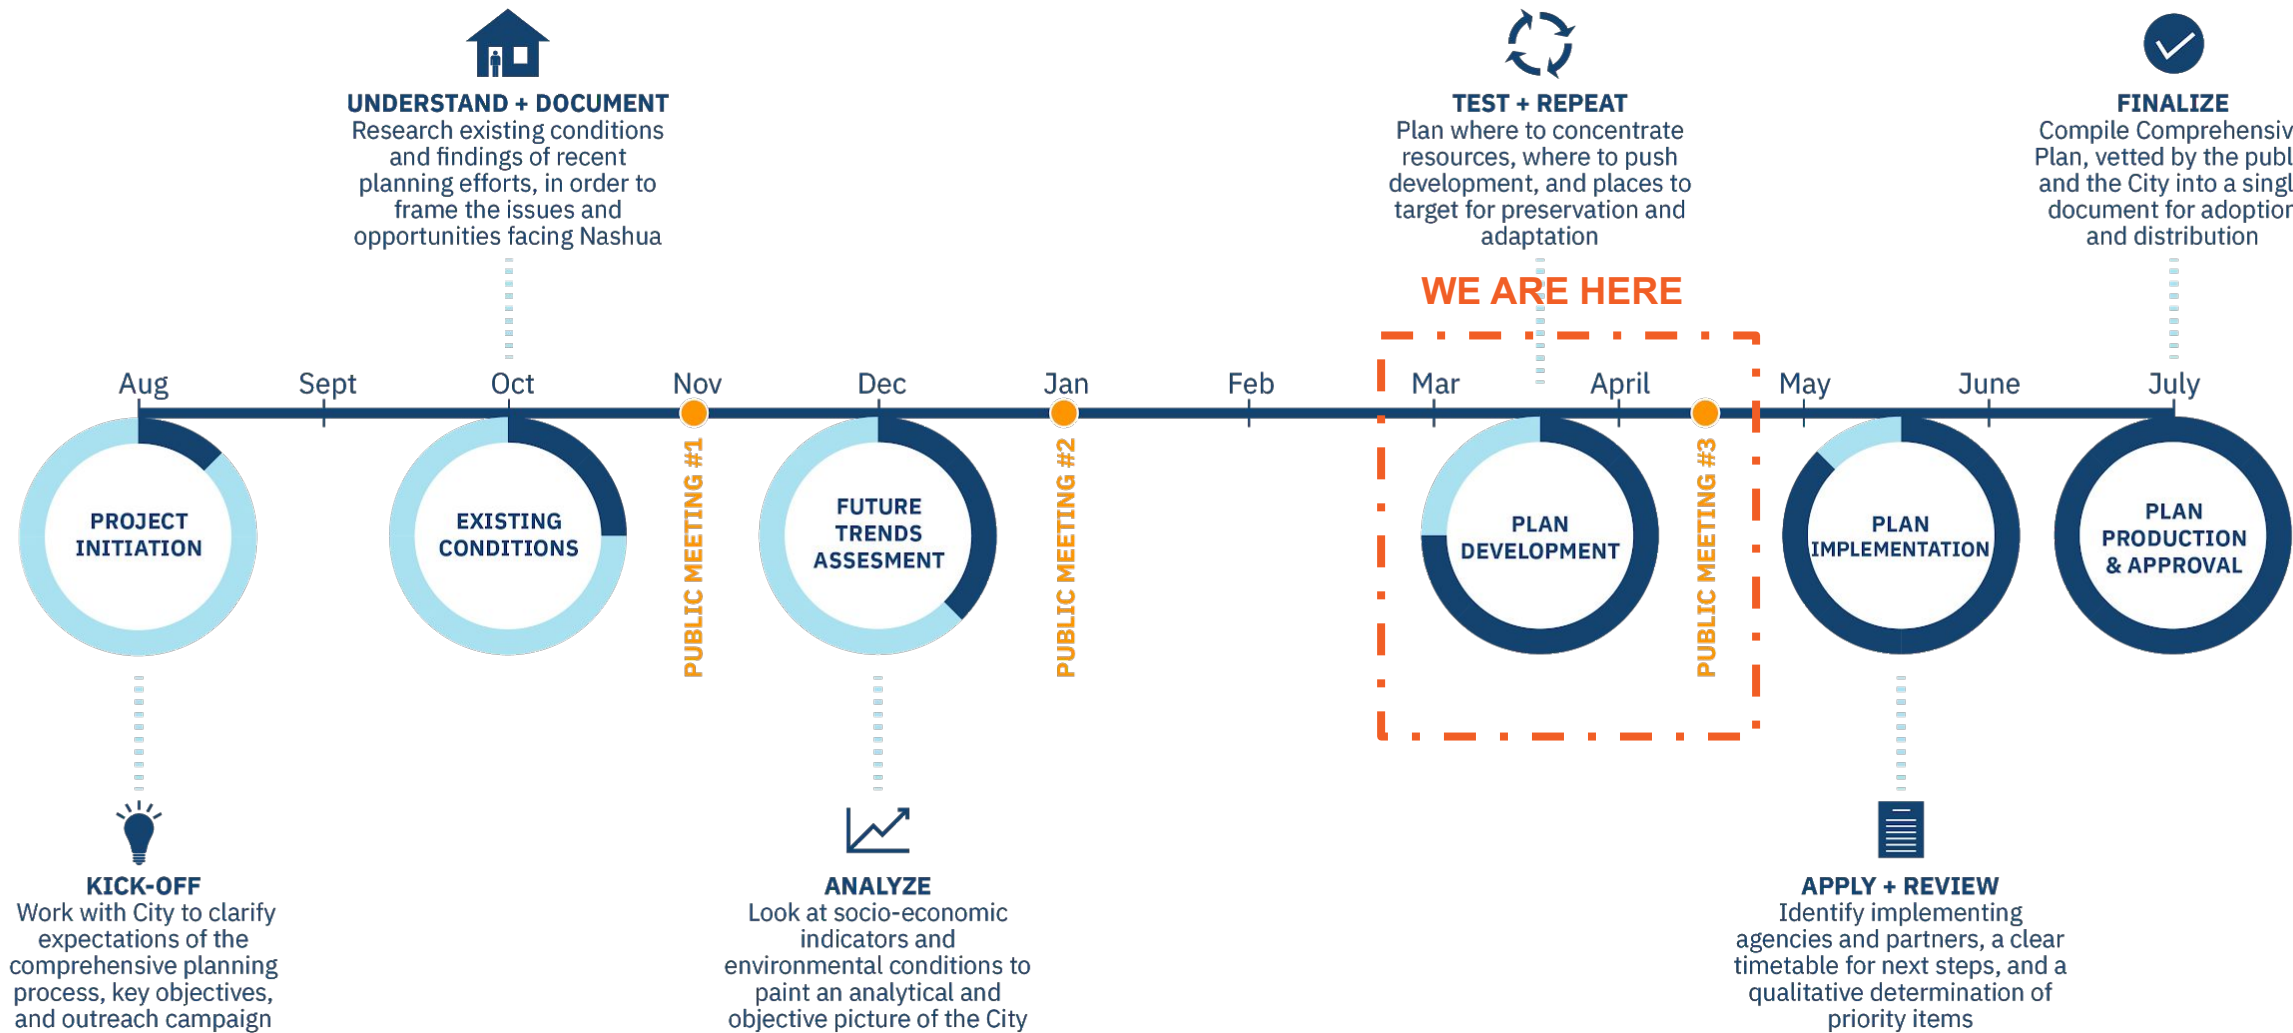 UNDERSTAND + DOCUMENT
Research existing conditions
and findings of recent
planning efforts, in order to
frame the issues and
opportunities facing Nashua
TEST + REPEAT
Plan where to concentrate
resources, where to push
development, and places to
target for preservation and
adaptation
FINALIZE
Compile Comprehensiv
Plan, vetted by the publ
and the City into a singl
document for adoption
and distribution
WE ARE HERE
Aug
Sept
Oct
Nov
Dec
Jan
Feb
Mar
April
May
June
July
PROJECT
INITIATION
EXISTING
CONDITIONS
PUBLIC MEETING #1
FUTURE
TRENDS
ASSESMENT
PUBLIC MEETING #2
PLAN
DEVELOPMENT
PUBLIC MEETING #3
PLAN
IMPLEMENTATION
PLAN
PRODUCTION
& APPROVAL
KICK-OFF
Work with City to clarify
expectations of the
comprehensive planning
process, key objectives,
and outreach campaign
ANALYZE
Look at socio-economic
indicators and
environmental conditions to
paint an analytical and
objective picture of the City
APPLY + REVIEW
Identify implementing
agencies and partners, a clear
timetable for next steps, and a
qualitative determination of
priority items